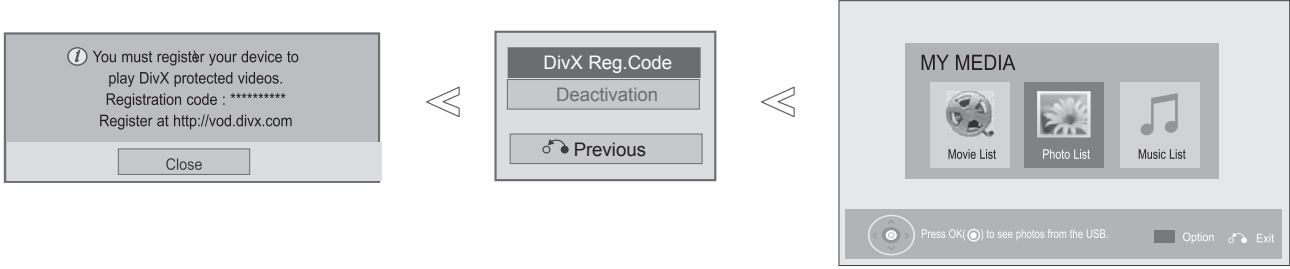 You must register your device to
play DivX protected videos.
Registration code : **********
Register at http://vod.divx.com
Close
DivX Reg.Code
Deactivation
Previous
MY MEDIA
Movie List
Photo List
Music List
Press OK(◉) to see photos from the USB.
Option
Exit